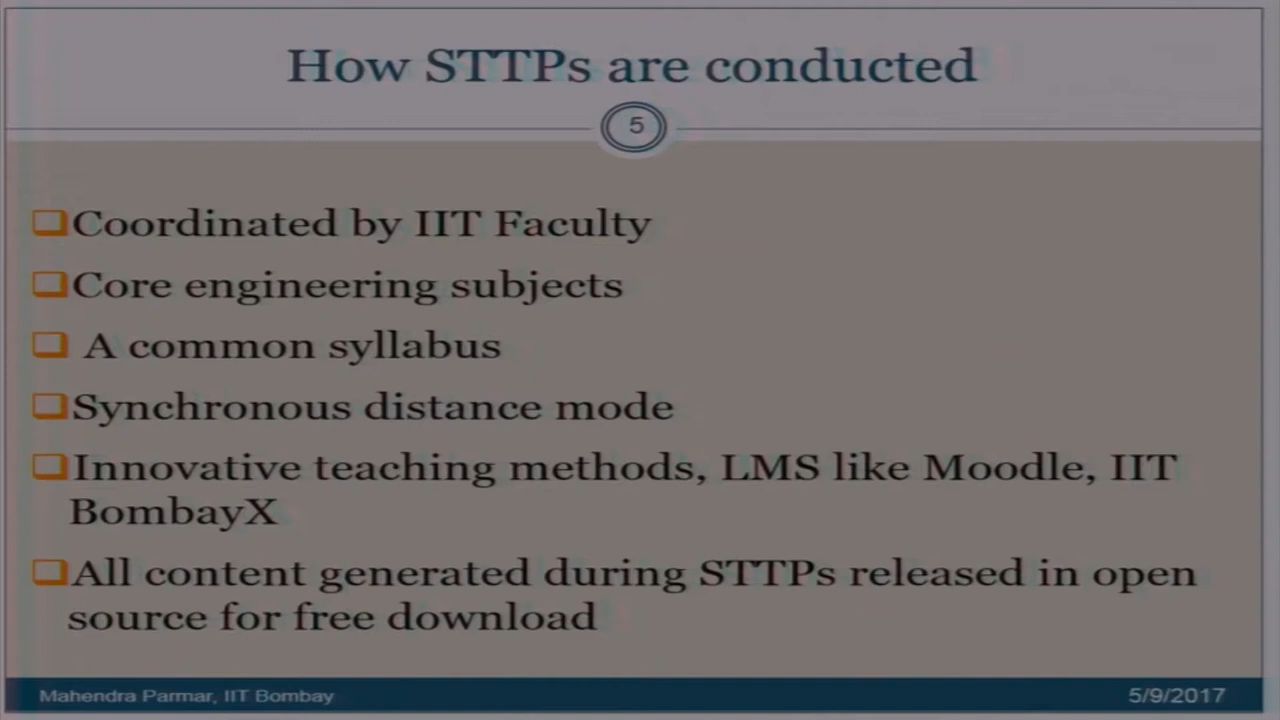 How STTPs are conducted
5
Coordinated by IIT Faculty
Core engineering subjects
A common syllabus
Synchronous distance mode
Innovative teaching methods, LMS like Moodle, IIT
BombayX
All content generated during STTPs released in open
source for free download
Mahendra Parmar, IIT Bombay
5/9/2017